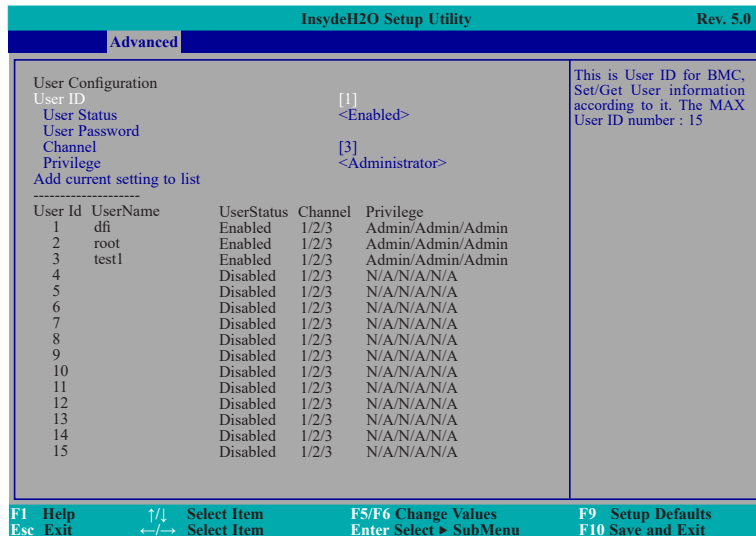 InsydeH2O Setup Utility Rev. 5.0
Advanced
User Configuration
User ID [1]
User Status <Enabled>
User Password
Channel [3]
Privilege <Administrator>
Add current setting to list
--------------------
User Id UserName UserStatus Channel Privilege
1 dfi Enabled 1/2/3 Admin/Admin/Admin
2 root Enabled 1/2/3 Admin/Admin/Admin
3 test1 Enabled 1/2/3 Admin/Admin/Admin
4 Disabled 1/2/3 N/A/N/A/N/A
5 Disabled 1/2/3 N/A/N/A/N/A
6 Disabled 1/2/3 N/A/N/A/N/A
7 Disabled 1/2/3 N/A/N/A/N/A
8 Disabled 1/2/3 N/A/N/A/N/A
9 Disabled 1/2/3 N/A/N/A/N/A
10 Disabled 1/2/3 N/A/N/A/N/A
11 Disabled 1/2/3 N/A/N/A/N/A
12 Disabled 1/2/3 N/A/N/A/N/A
13 Disabled 1/2/3 N/A/N/A/N/A
14 Disabled 1/2/3 N/A/N/A/N/A
15 Disabled 1/2/3 N/A/N/A/N/A
This is User ID for BMC,
Set/Get User information
according to it. The MAX
User ID number : 15
F1 Help ↑/↓ Select Item F5/F6 Change Values F9 Setup Defaults
Esc Exit ←/→ Select Item Enter Select ► SubMenu F10 Save and Exit